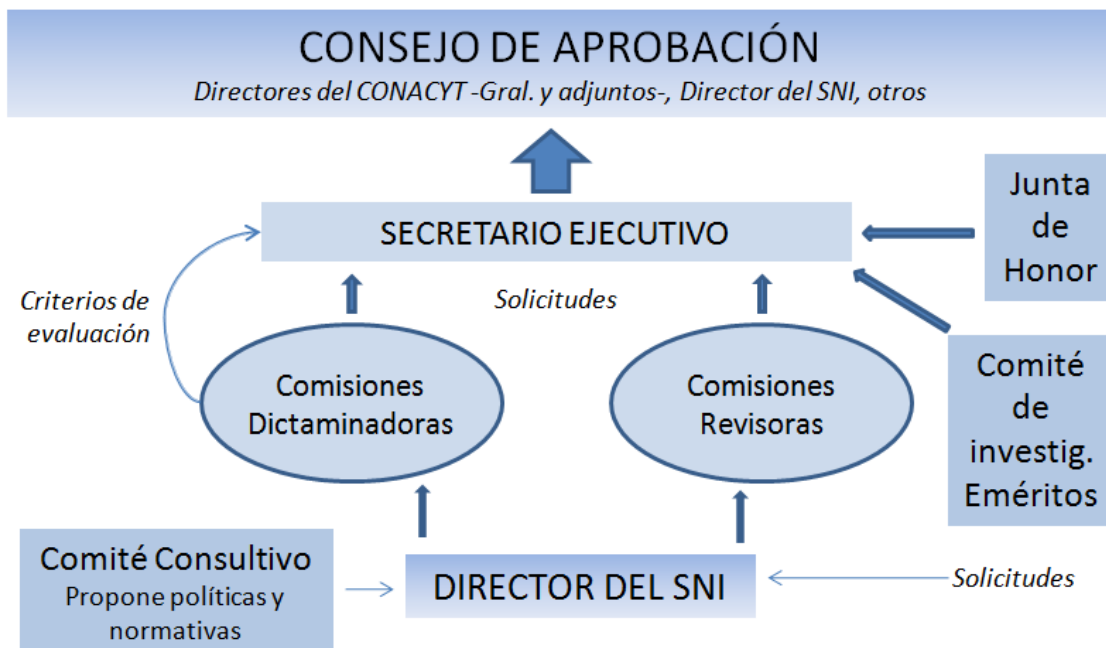 CONSEJO DE APROBACIÓN
Directores del CONACYT -Gral. y adjuntos-, Director del SNI, otros
SECRETARIO EJECUTIVO
Junta
de
Honor
Criterios de
evaluación
Solicitudes
Comisiones
Dictaminadoras
Comisiones
Revisoras
Comité
de
investig.
Eméritos
Comité Consultivo
Propone políticas y
normativas
DIRECTOR DEL SNI
Solicitudes